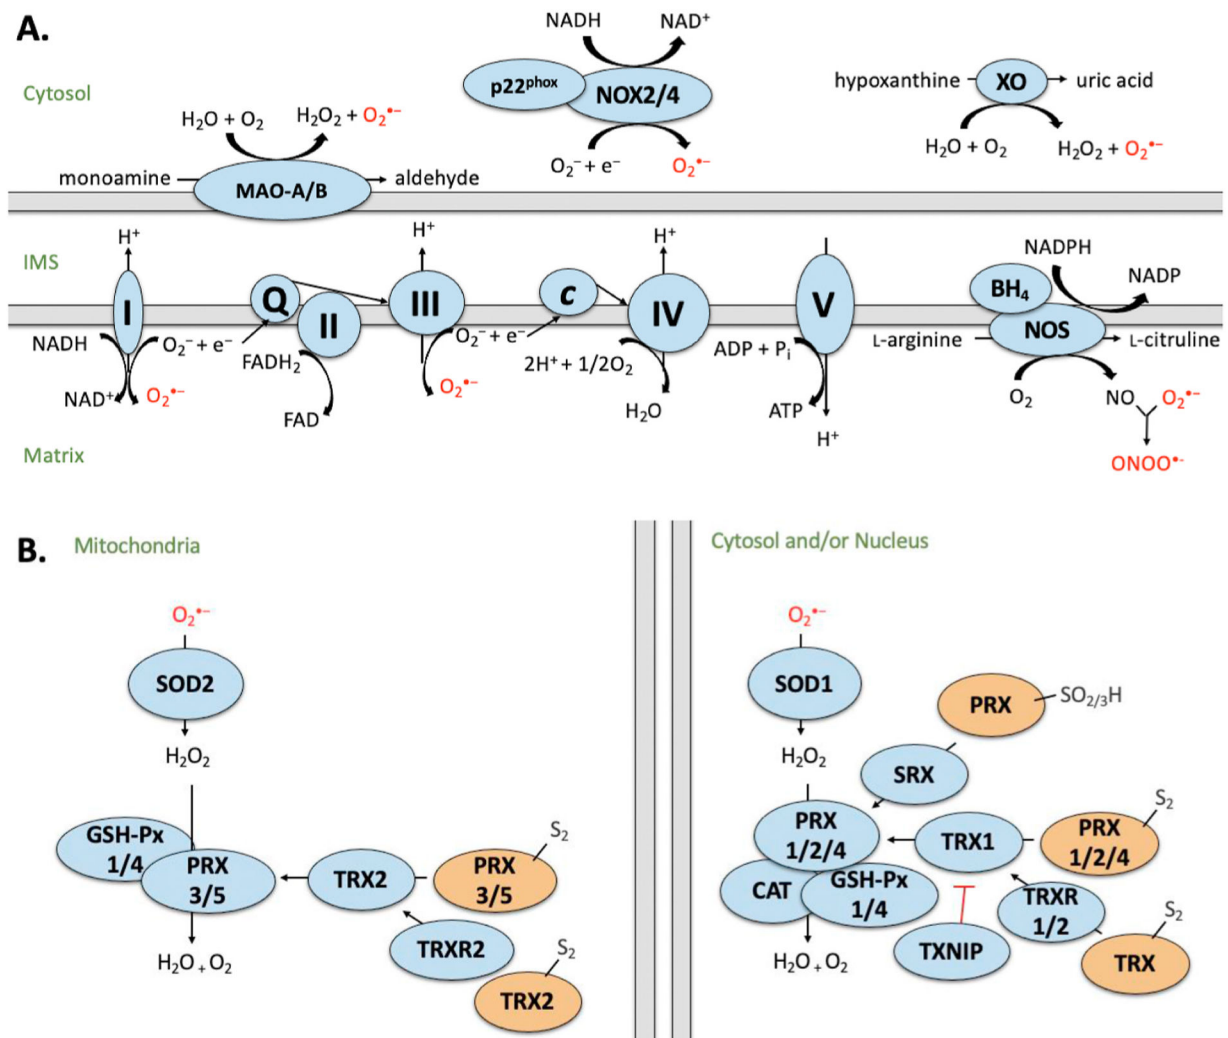 A.
NADH NAD⁺
Cytosol
p22ᵖʰᵒˣ NOX2/4
hypoxanthine XO uric acid
H₂O + O₂ H₂O₂ + O₂•−
O₂⁻ + e⁻ O₂•−
H₂O + O₂ H₂O₂ + O₂•−
monoamine MAO-A/B aldehyde
IMS
H⁺ H⁺ H⁺
NADPH NADP
I Q II III c IV V BH₄ NOS
NADH O₂⁻ + e⁻ FADH₂ O₂⁻ + e⁻ 2H⁺ + 1/2O₂ ADP + Pᵢ L-arginine L-citruline
NAD⁺ O₂•− FAD O₂•− H₂O ATP H⁺ O₂ NO O₂•−
Matrix
ONOO•-
B. Mitochondria
O₂•−
SOD2
H₂O₂
GSH-Px
1/4
PRX
3/5
TRX2
PRX
3/5
S₂
TRXR2
S₂
TRX2
H₂O + O₂
Cytosol and/or Nucleus
O₂•−
SOD1
PRX SO₂/₃H
H₂O₂
SRX
PRX
1/2/4
TRX1
PRX
1/2/4
S₂
CAT
GSH-Px
1/4
TRXR
1/2
S₂
TXNIP
TRX
H₂O + O₂